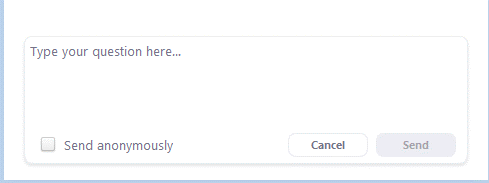 Type your question here...
Send anonymously
Cancel
Send